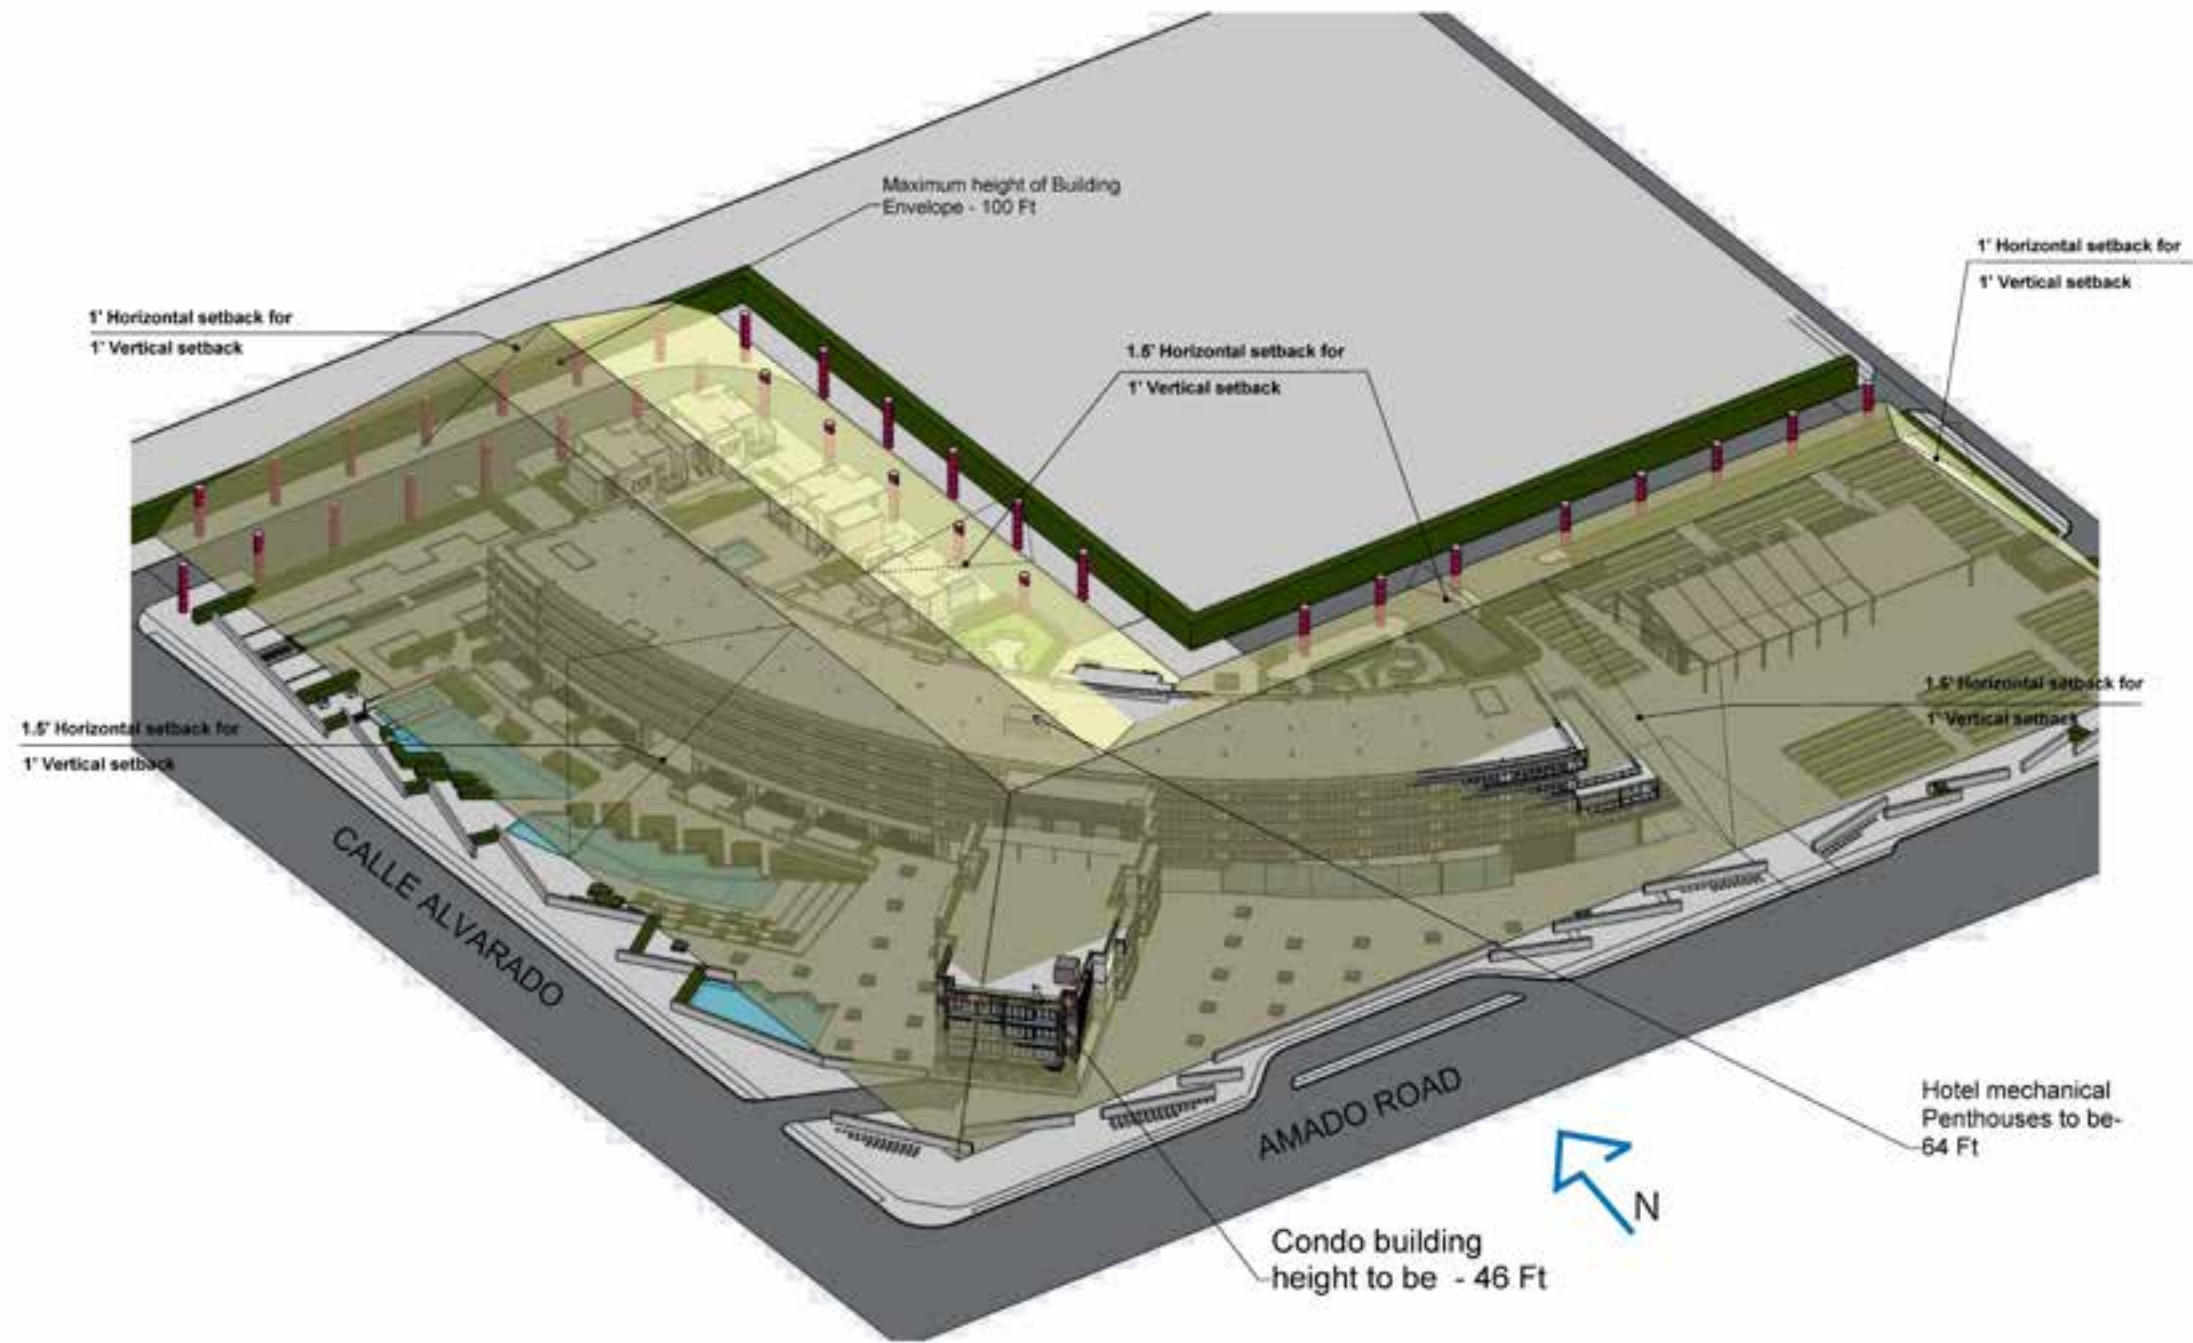 Maximum height of Building
Envelope - 100 Ft
1' Horizontal setback for
1' Vertical setback
1' Horizontal setback for
1' Vertical setback
1.5' Horizontal setback for
1' Vertical setback
1.5' Horizontal setback for
1' Vertical setback
1.5' Horizontal setback for
1' Vertical setback
CALLE ALVARADO
AMADO ROAD
N
Hotel mechanical
Penthouses to be-
64 Ft
Condo building
height to be - 46 Ft